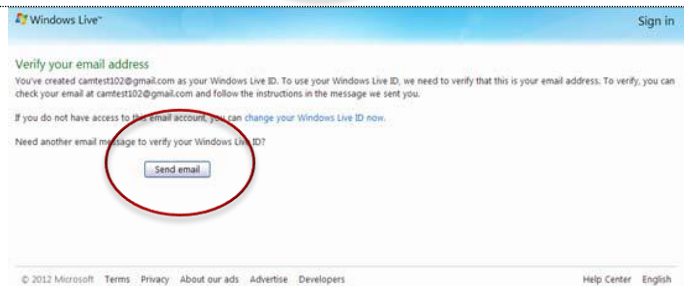 Windows Live™
Sign in
Verify your email address
You've created camtest102@gmail.com as your Windows Live ID. To use your Windows Live ID, we need to verify that this is your email address. To verify, you can
check your email at camtest102@gmail.com and follow the instructions in the message we sent you.
If you do not have access to this email account, you can change your Windows Live ID now.
Need another email message to verify your Windows Live ID?
Send email
© 2012 Microsoft Terms Privacy About our ads Advertise Developers Help Center English